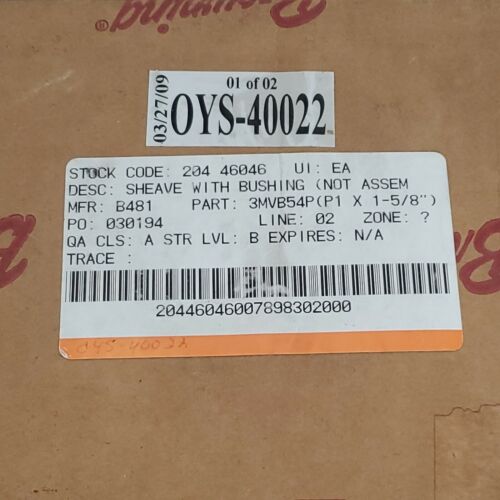 Browning®
03/27/09
01 of 02
OYS-40022
STOCK CODE: 204 46046 UI: EA
DESC: SHEAVE WITH BUSHING (NOT ASSEM
MFR: B481 PART: 3MVB54P(P1 X 1-5/8")
PO: 030194 LINE: 02 ZONE: ?
QA CLS: A STR LVL: B EXPIRES: N/A
TRACE :
20446046007898302000
OYS-40022